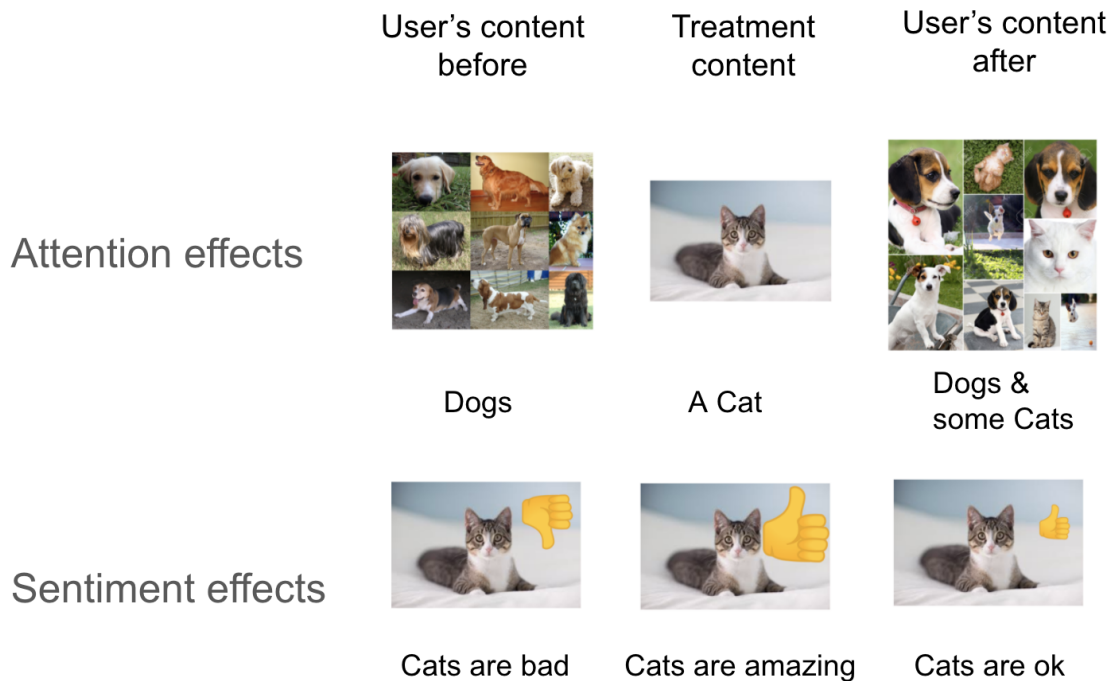 User’s content
before
Treatment
content
User’s content
after
Attention effects
Dogs
A Cat
Dogs &
some Cats
Sentiment effects
Cats are bad
Cats are amazing
Cats are ok